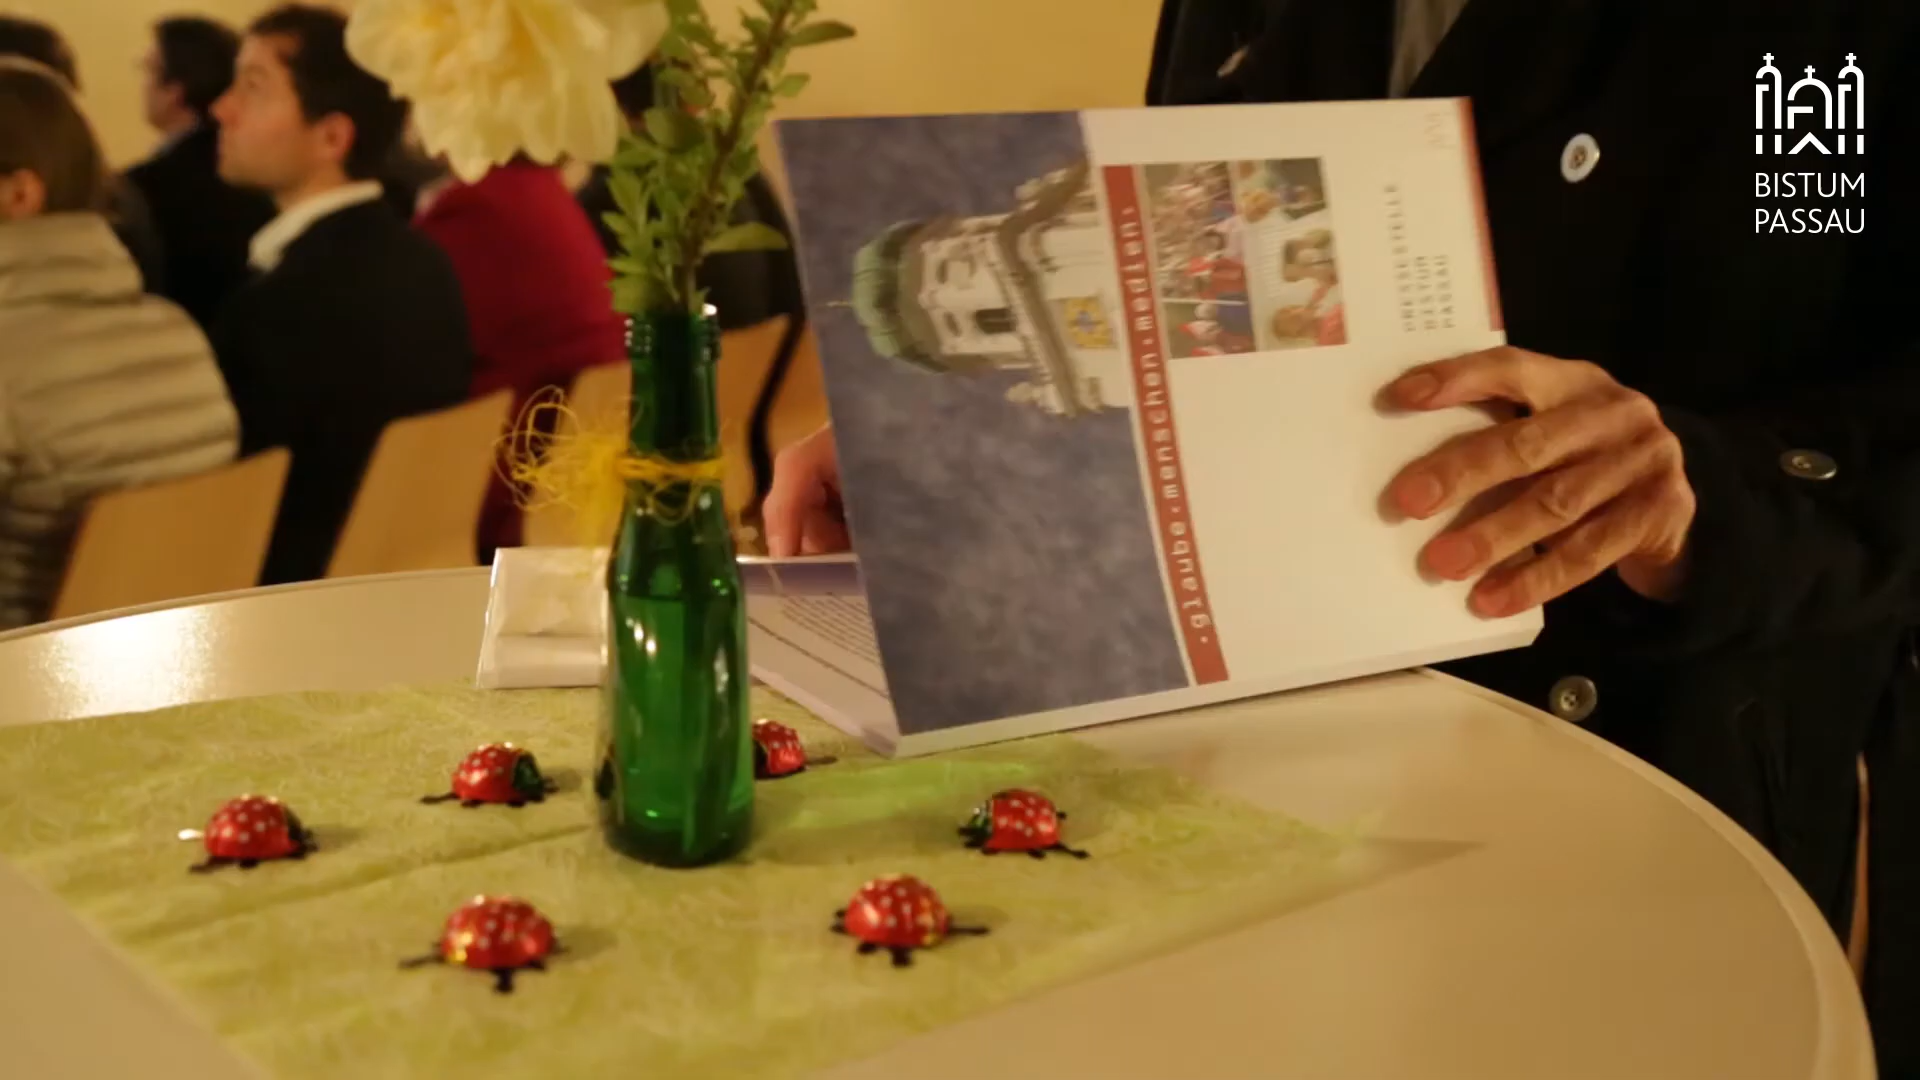 BISTUM
PASSAU
·glaube·menschen·medien·
PRESSESTELLE
BISTUM
PASSAU